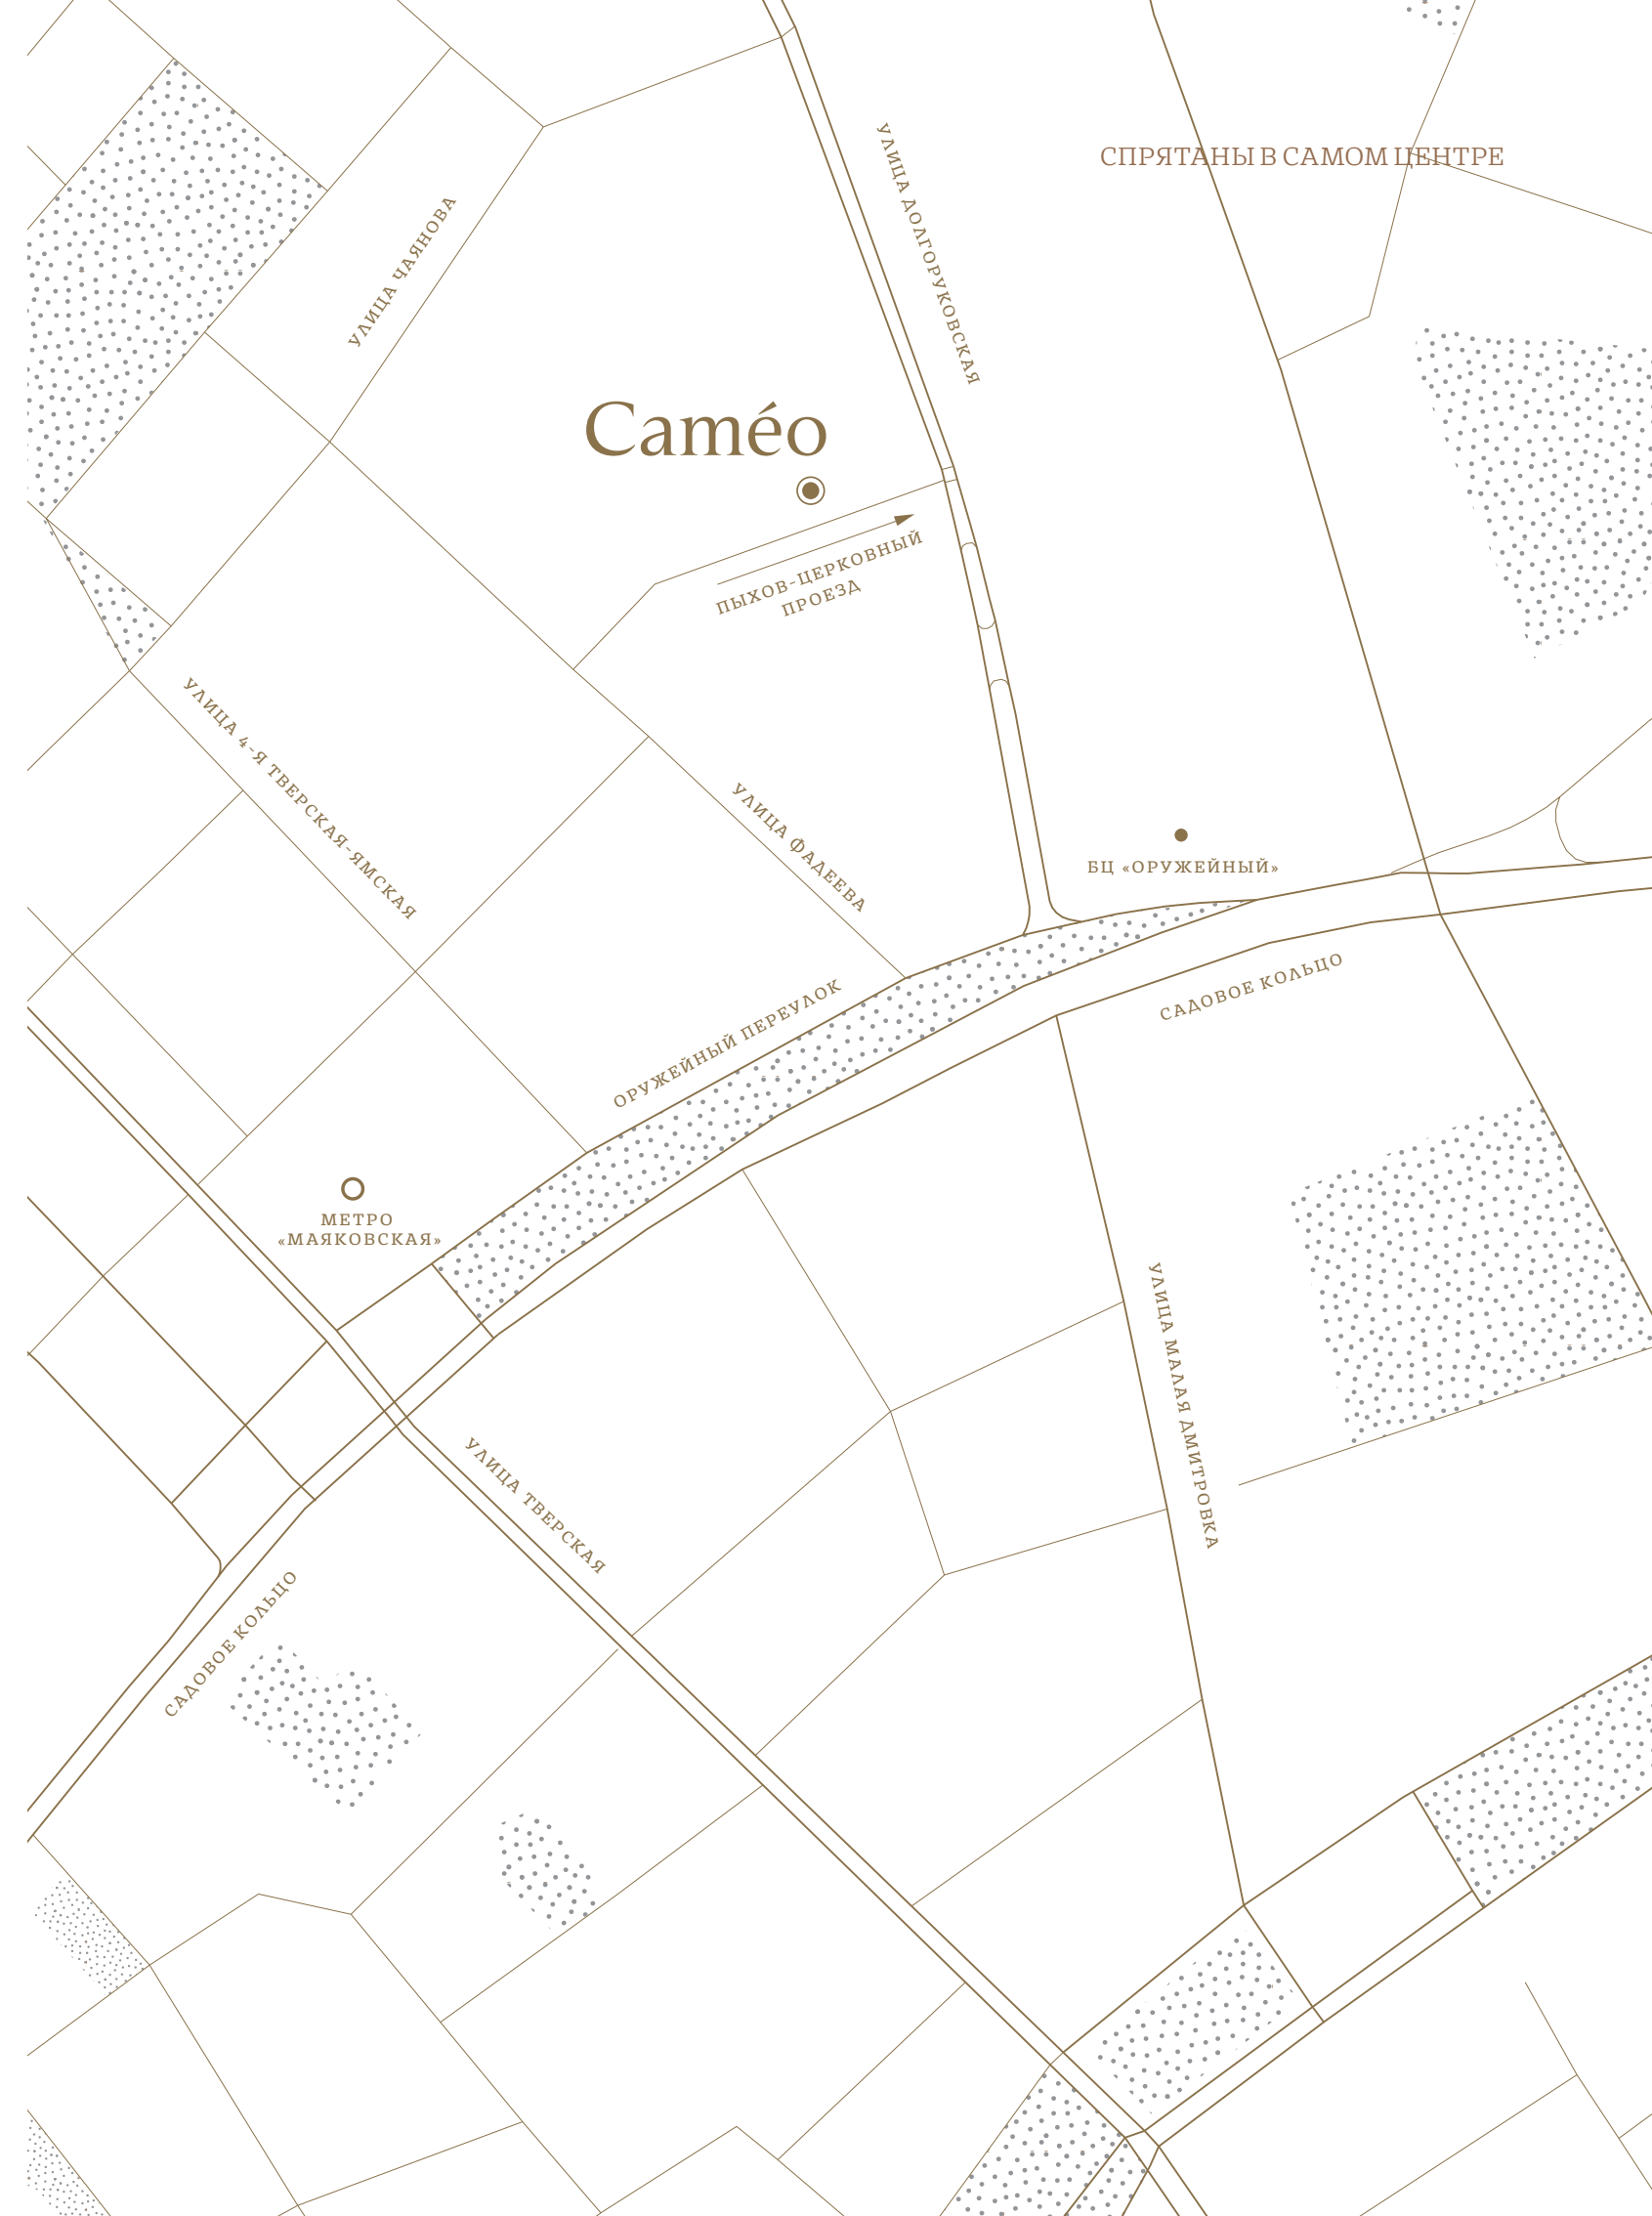 УЛИЦА ДОЛГОРУКОВСКАЯ
СПРЯТАНЫ В САМОМ ЦЕНТРЕ
УЛИЦА ЧАЯНОВА
Caméo
ПЫХОВ-ЦЕРКОВНЫЙ
ПРОЕЗД
УЛИЦА 4-Я ТВЕРСКАЯ-ЯМСКАЯ
УЛИЦА ФАДЕЕВА
БЦ «ОРУЖЕЙНЫЙ»
САДОВОЕ КОЛЬЦО
ОРУЖЕЙНЫЙ ПЕРЕУЛОК
МЕТРО
«МАЯКОВСКАЯ»
УЛИЦА МАЛАЯ ДМИТРОВКА
УЛИЦА ТВЕРСКАЯ
САДОВОЕ КОЛЬЦО